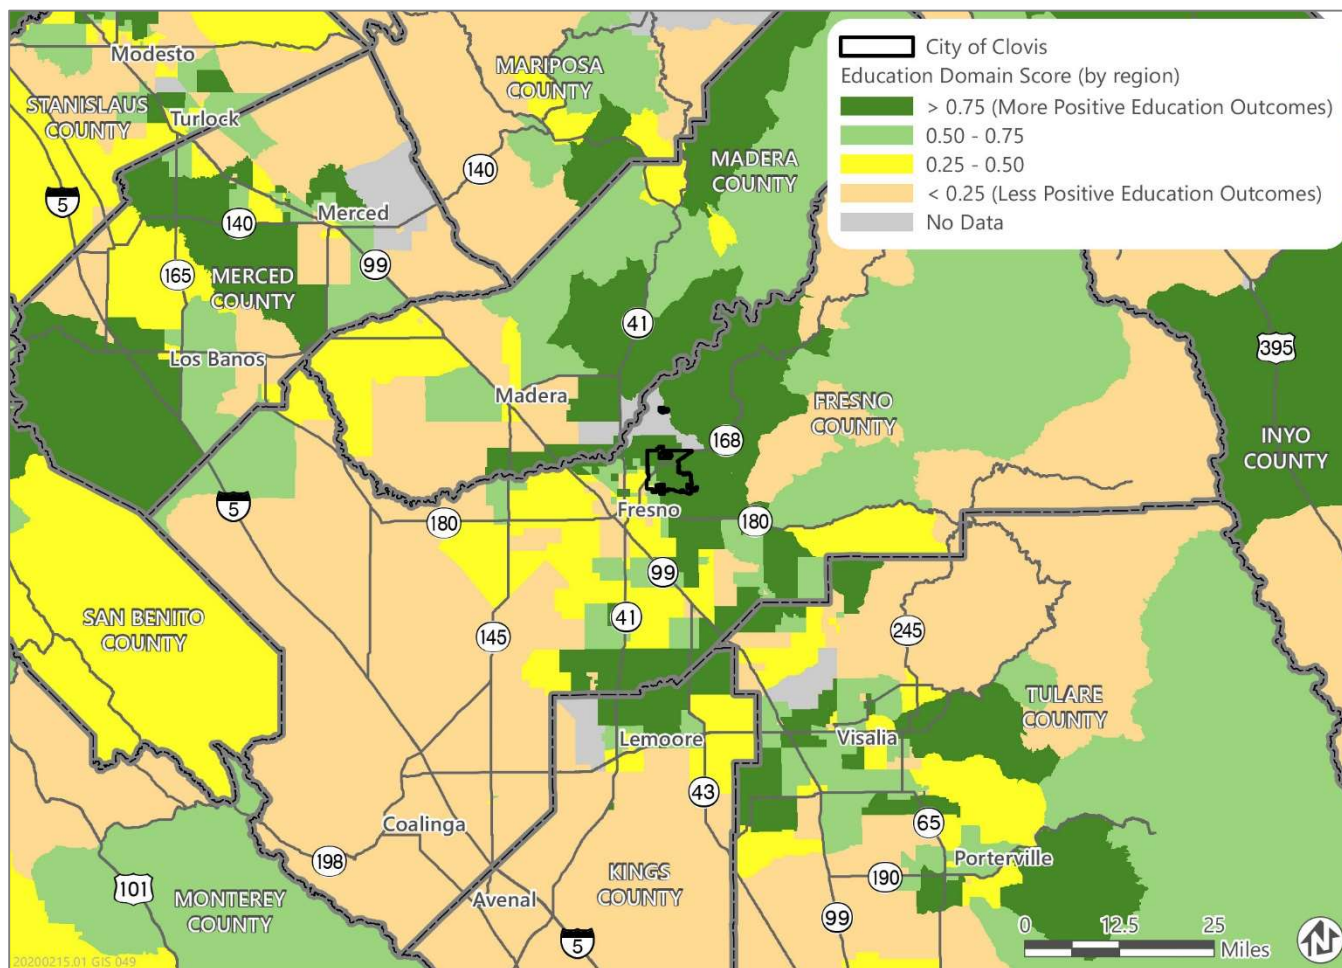 City of Clovis
Education Domain Score (by region)
> 0.75 (More Positive Education Outcomes)
0.50 - 0.75
0.25 - 0.50
< 0.25 (Less Positive Education Outcomes)
No Data
Modesto
MARIPOSA
COUNTY
STANISLAUS
COUNTY
Turlock
MADERA
COUNTY
140
5
Merced
140
99
165
MERCED
COUNTY
41
395
Los Banos
Madera
FRESNO
COUNTY
168
INYO
COUNTY
5
180
Fresno
180
99
SAN BENITO
COUNTY
145
41
245
TULARE
COUNTY
Lemoore
Visalia
43
Coalinga
65
198
Porterville
101
MONTEREY
COUNTY
Avenal
KINGS
COUNTY
190
99
5
0 12.5 25
Miles
N
20200215.01 GIS 049